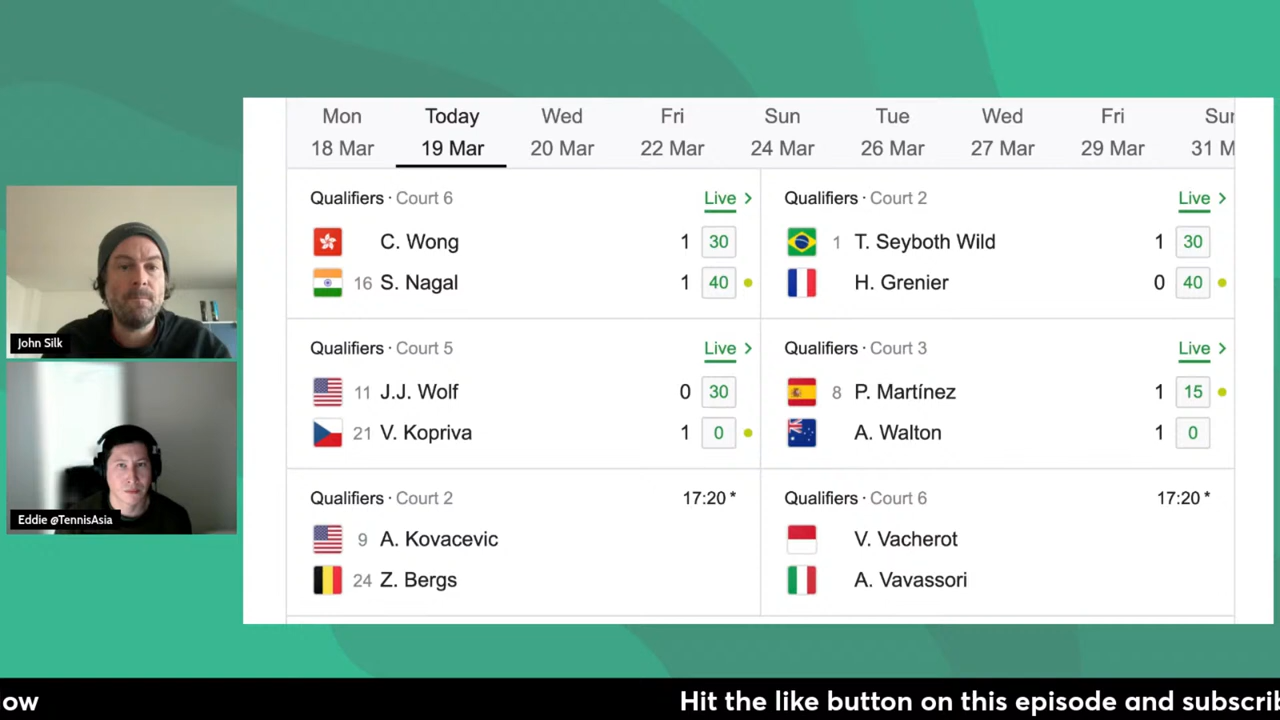 Mon Today Wed Fri Sun Tue Wed Fri Sun
18 Mar 19 Mar 20 Mar 22 Mar 24 Mar 26 Mar 27 Mar 29 Mar 31 M
Qualifiers · Court 6 Live >
C. Wong 1 30
16 S. Nagal 1 40
Qualifiers · Court 2 Live >
1 T. Seyboth Wild 1 30
H. Grenier 0 40
Qualifiers · Court 5 Live >
11 J.J. Wolf 0 30
21 V. Kopriva 1 0
Qualifiers · Court 3 Live >
8 P. Martínez 1 15
A. Walton 1 0
Qualifiers · Court 2 17:20 *
9 A. Kovacevic
24 Z. Bergs
Qualifiers · Court 6 17:20 *
V. Vacherot
A. Vavassori
John Silk
Eddie @TennisAsia
ow Hit the like button on this episode and subscrib